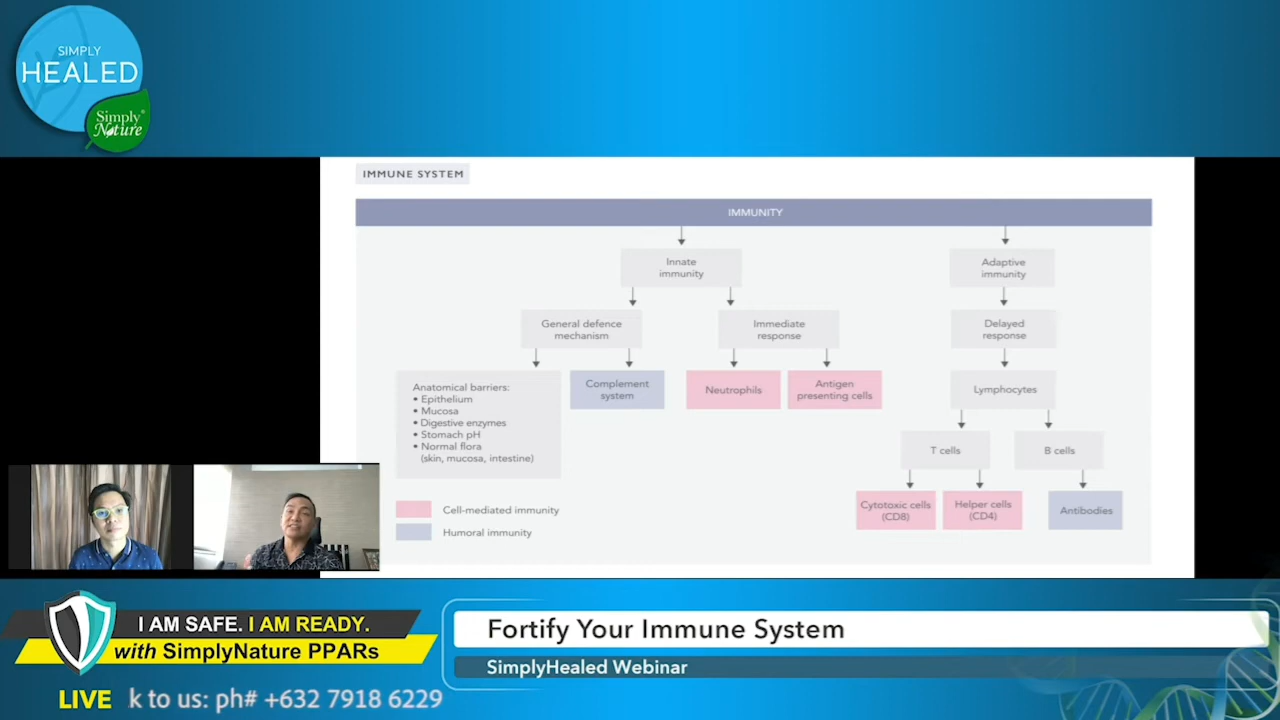 SIMPLY
HEALED
Simply®
Nature
IMMUNE SYSTEM
IMMUNITY
Innate
immunity
Adaptive
immunity
General defence
mechanism
Immediate
response
Delayed
response
Anatomical barriers:
• Epithelium
• Mucosa
• Digestive enzymes
• Stomach pH
• Normal flora
(skin, mucosa, intestine)
Complement
system
Neutrophils
Antigen
presenting cells
Lymphocytes
T cells
B cells
Cytotoxic cells
(CD8)
Helper cells
(CD4)
Antibodies
Cell-mediated immunity
Humoral immunity
I AM SAFE. I AM READY.
with SimplyNature PPARs
Fortify Your Immune System
SimplyHealed Webinar
LIVE k to us: ph# +632 7918 6229